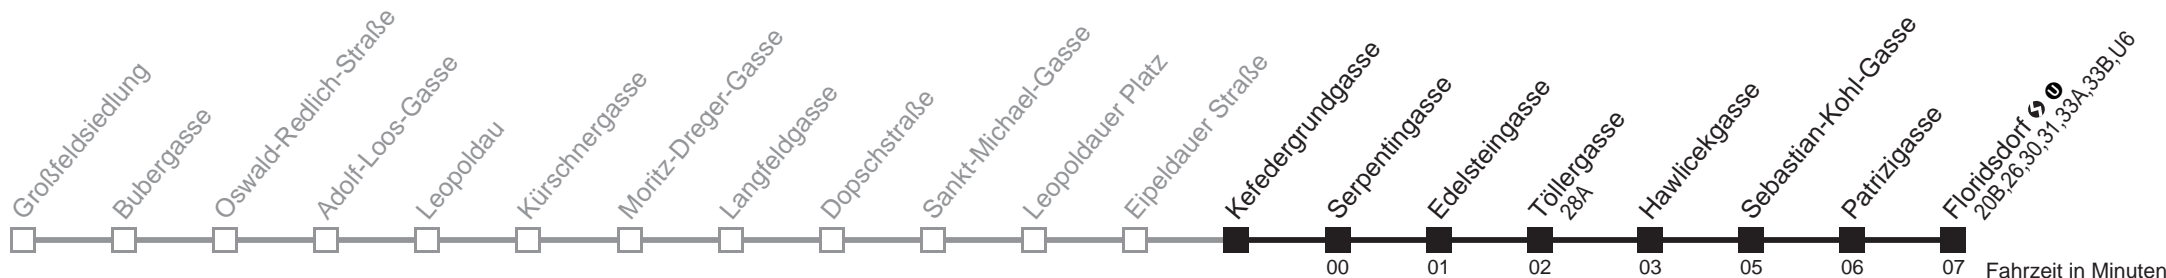 Großfeldsiedlung
Bubergasse
Oswald-Redlich-Straße
Adolf-Loos-Gasse
Leopoldau
Kürschnergasse
Moritz-Dreger-Gasse
Langfeldgasse
Dopschstraße
Sankt-Michael-Gasse
Leopoldauer Platz
Eipeldauer Straße
Kefedergrundgasse
Serpentingasse
Edelsteingasse
Töllergasse
28A
Hawlicekgasse
Sebastian-Kohl-Gasse
Patrizigasse
Floridsdorf S U
20B,26,30,31,33A,33B,U6
00 01 02 03 05 06 07 Fahrzeit in Minuten